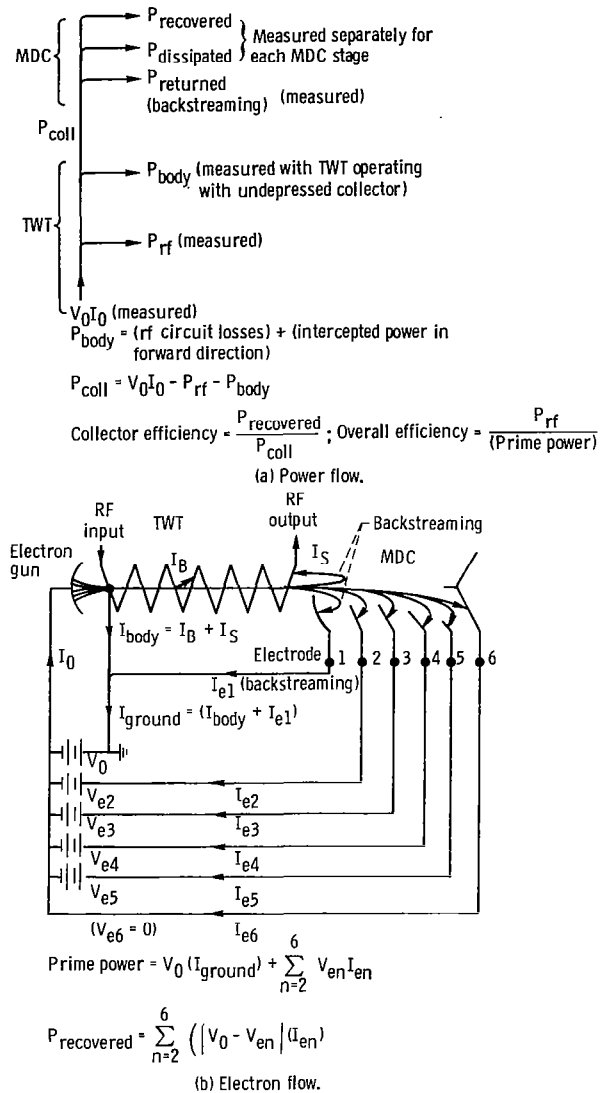 P_recovered
P_dissipated
Measured separately for
each MDC stage
MDC
P_returned
(backstreaming) (measured)
P_coll
P_body (measured with TWT operating
with undepressed collector)
TWT
P_rf (measured)
V_0I_0 (measured)
P_body = (rf circuit losses) + (intercepted power in
forward direction)
P_coll = V_0I_0 - P_rf - P_body
Collector efficiency = P_recovered / P_coll ; Overall efficiency = P_rf / (Prime power)
(a) Power flow.
RF
input
TWT
RF
output
Backstreaming
MDC
Electron
gun
I_B
I_S
I_body = I_B + I_S
Electrode 1 2 3 4 5 6
I_0
I_e1 (backstreaming)
I_ground = (I_body + I_e1)
V_0
V_e2 I_e2
V_e3 I_e3
V_e4 I_e4
V_e5 I_e5
(V_e6 = 0) I_e6
Prime power = V_0 (I_ground) + 6 Σ n=2 V_enI_en
P_recovered = 6 Σ n=2 (|V_0 - V_en| (I_en)
(b) Electron flow.